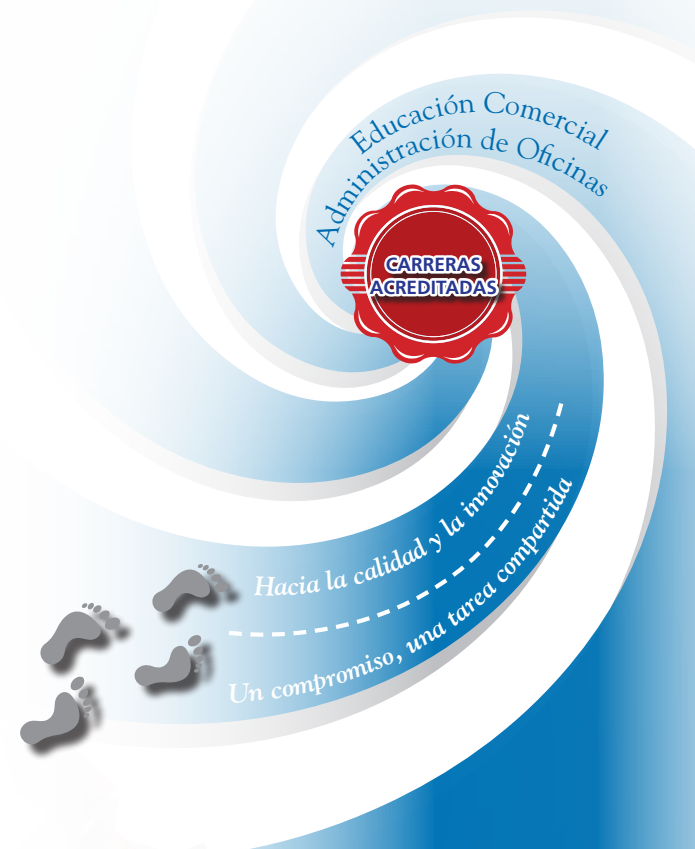 Educación Comercial
Administración de Oficinas
CARRERAS
ACREDITADAS
Hacia la calidad y la innovación
Un compromiso, una tarea compartida